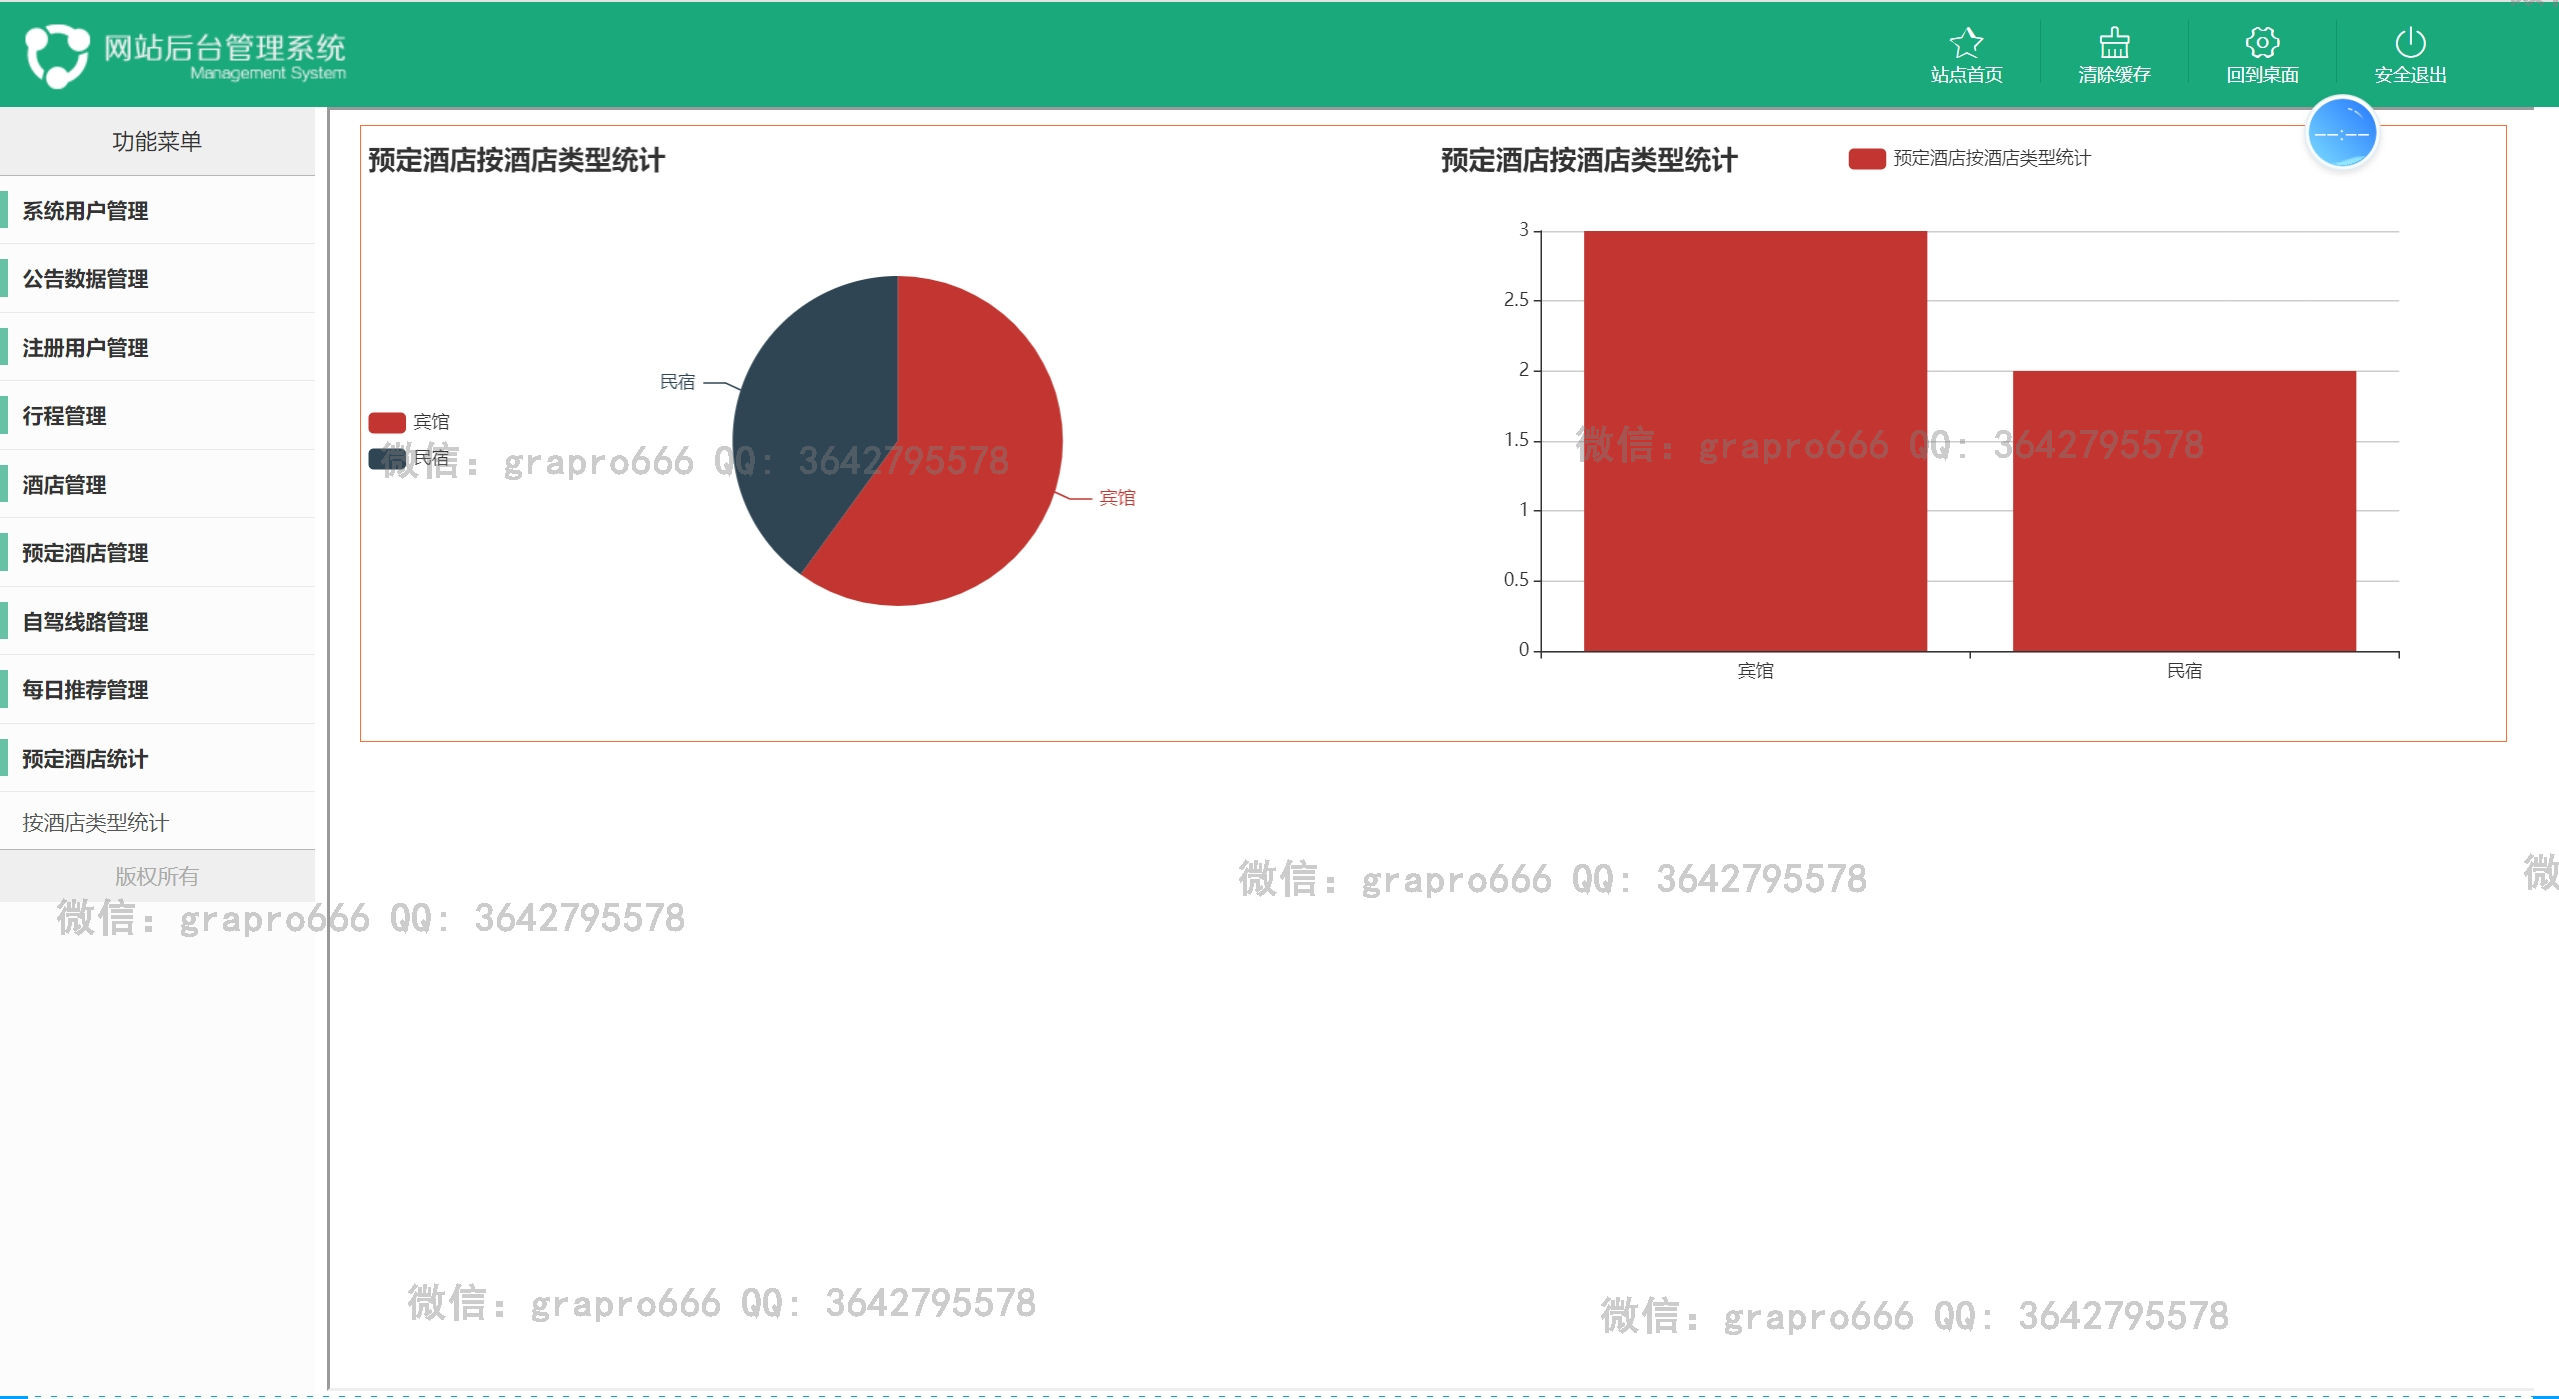 网站后台管理系统
Management System
站点首页
清除缓存
回到桌面
安全退出
功能菜单
系统用户管理
公告数据管理
注册用户管理
行程管理
酒店管理
预定酒店管理
自驾线路管理
每日推荐管理
预定酒店统计
按酒店类型统计
版权所有
预定酒店按酒店类型统计
民宿
宾馆
宾馆
民宿
预定酒店按酒店类型统计
预定酒店按酒店类型统计
3
2.5
2
1.5
1
0.5
0
宾馆
民宿
--:--
微信: grapro666 QQ: 3642795578
微信: grapro666 QQ: 3642795578
微信: grapro666 QQ: 3642795578
微
微信: grapro666 QQ: 3642795578
微信: grapro666 QQ: 3642795578
微信: grapro666 QQ: 3642795578